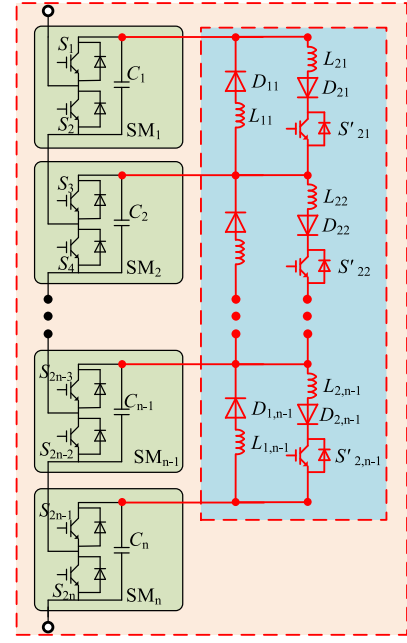 S1
C1
S2
SM1
D11
L11
L21
D21
S'21
S3
C2
S4
SM2
L22
D22
S'22
S2n-3
Cn-1
S2n-2
SMn-1
D1,n-1
L1,n-1
L2,n-1
D2,n-1
S'2,n-1
S2n-1
Cn
S2n
SMn